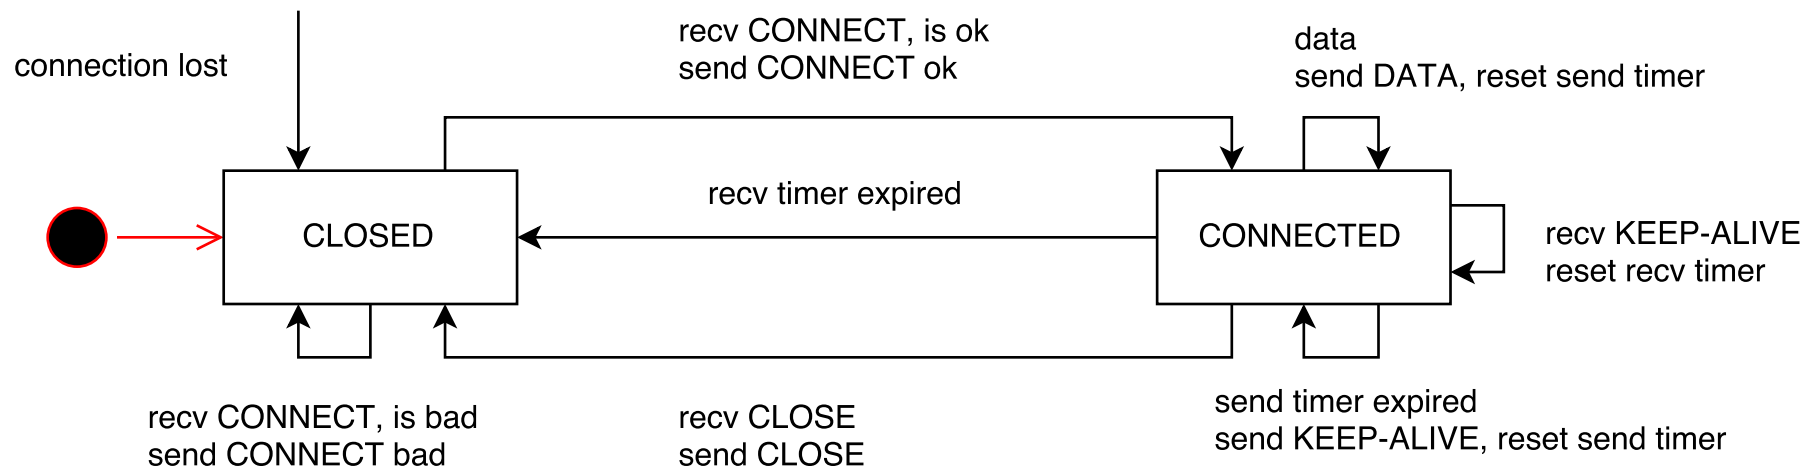 connection lost
recv CONNECT, is ok
send CONNECT ok
data
send DATA, reset send timer
recv timer expired
CLOSED
CONNECTED
recv KEEP-ALIVE
reset recv timer
recv CONNECT, is bad
send CONNECT bad
recv CLOSE
send CLOSE
send timer expired
send KEEP-ALIVE, reset send timer